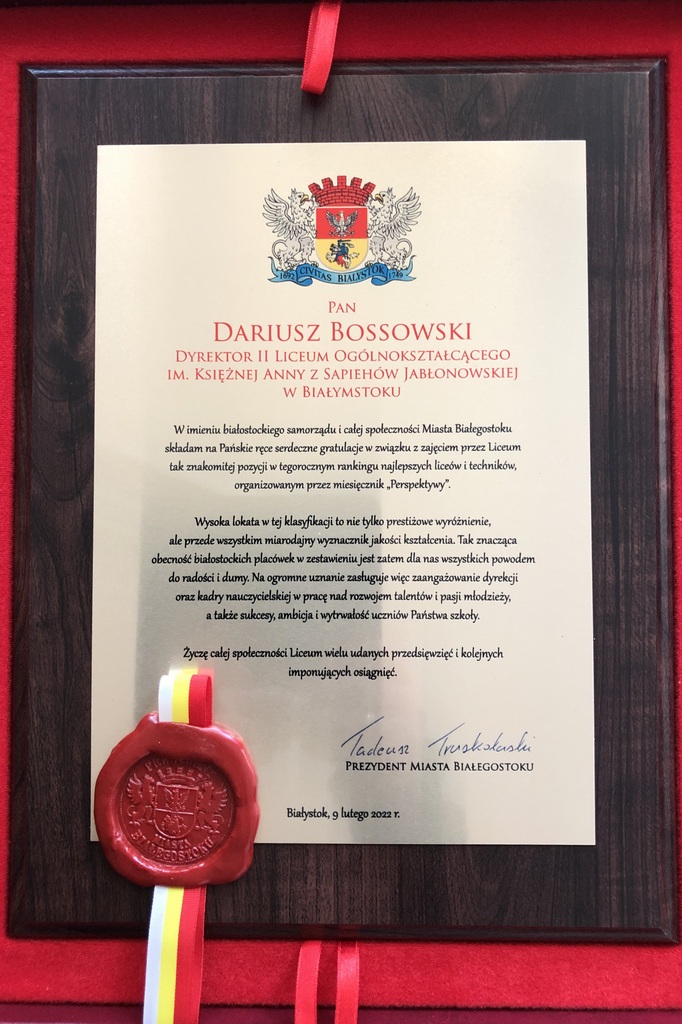 1692 CIVITAS BIALYSTOK 1749
PAN
DARIUSZ BOSSOWSKI
DYREKTOR II LICEUM OGÓLNOKSZTAŁCĄCEGO
IM. KSIĘŻNEJ ANNY Z SAPIEHÓW JABŁONOWSKIEJ
W BIAŁYMSTOKU
W imieniu białostockiego samorządu i całej społeczności Miasta Białegostoku
składam na Pańskie ręce serdeczne gratulacje w związku z zajęciem przez Liceum
tak znakomitej pozycji w tegorocznym rankingu najlepszych liceów i techników,
organizowanym przez miesięcznik „Perspektywy”.
Wysoka lokata w tej klasyfikacji to nie tylko prestiżowe wyróżnienie,
ale przede wszystkim miarodajny wyznacznik jakości kształcenia. Tak znacząca
obecność białostockich placówek w zestawieniu jest zatem dla nas wszystkich powodem
do radości i dumy. Na ogromne uznanie zasługuje więc zaangażowanie dyrekcji
oraz kadry nauczycielskiej w pracę nad rozwojem talentów i pasji młodzieży,
a także sukcesy, ambicja i wytrwałość uczniów Państwa szkoły.
Życzę całej społeczności Liceum wielu udanych przedsięwzięć i kolejnych
imponujących osiągnięć.
Tadeusz Truskolaski
PREZYDENT MIASTA BIAŁEGOSTOKU
Białystok, 9 lutego 2022 r.
MIASTA
BIAŁEGOSTOKU